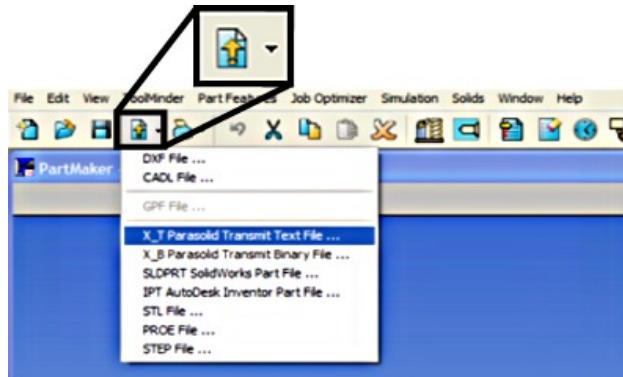 File Edit View ToolMinder Part Features Job Optimizer Simulation Solids Window Help
PartMaker
DXF File ...
CADL File ...
GPF File ...
X_T Parasolid Transmit Text File ...
X_B Parasolid Transmit Binary File ...
SLDPRT SolidWorks Part File ...
IPT AutoDesk Inventor Part File ...
STL File ...
PROE File ...
STEP File ...